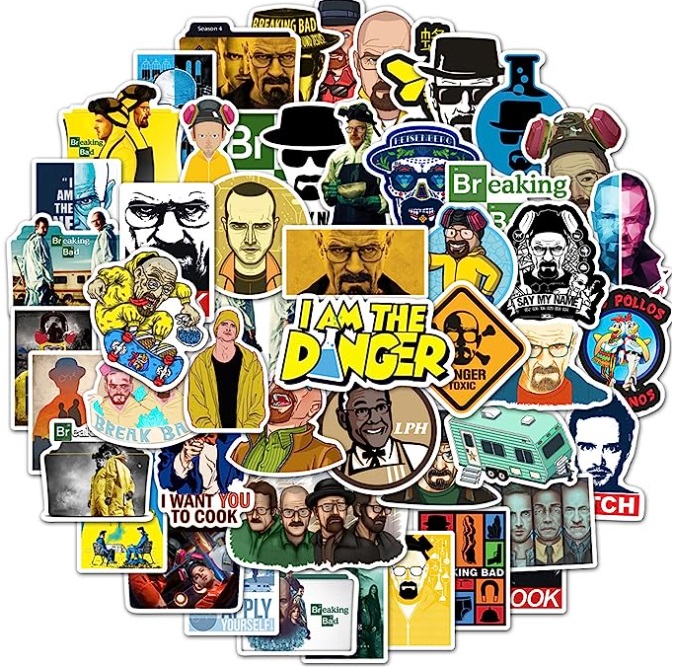 BREAKING BAD
Season 4
Breaking
Bad
Br
HEISENBERG
Breaking
"I
AM
THE
Breaking
Bad
SAY MY NAME
POLLOS
NOS
I AM THE
DANGER
NGER
TOXIC
LPH
BREAK BA
Br
I WANT YOU
TO COOK
TCH
APPLY
YOURSELF
Breaking
Bad
KING BAD
OOK